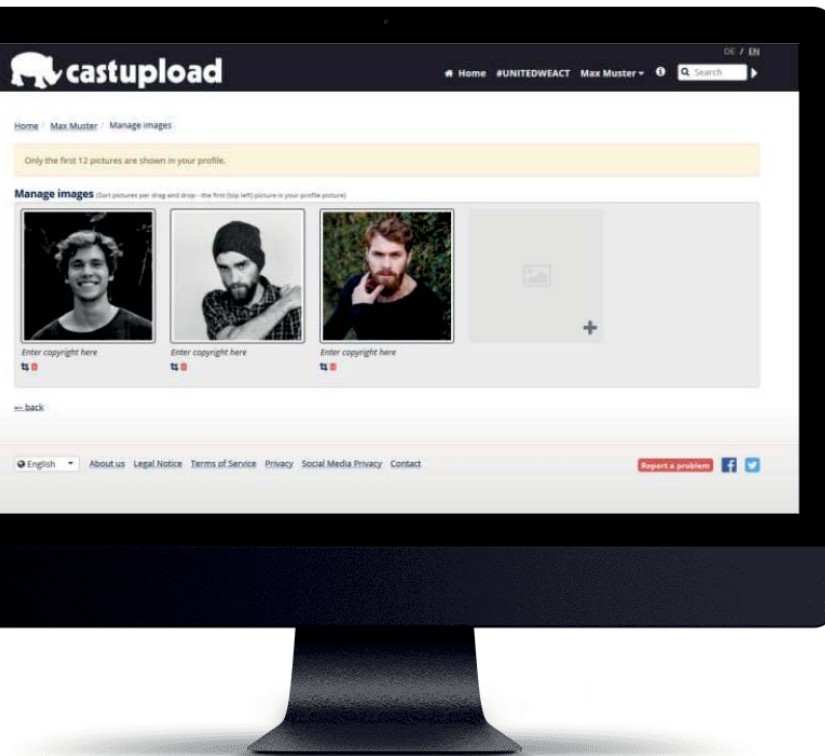 DE / EN
castupload
Home #UNITEDWEACT Max Muster Search
Home / Max Muster / Manage images
Only the first 12 pictures are shown in your profile.
Manage images (Sort pictures per drag and drop - the first (top left) picture is your profile picture)
Enter copyright here Enter copyright here Enter copyright here
← back
English About us Legal Notice Terms of Service Privacy Social Media Privacy Contact Report a problem